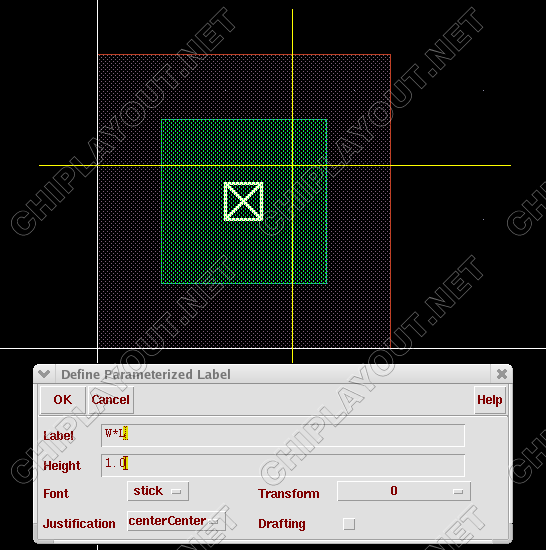 CHIPLAYOUT.NET
CHIPLAYOUT.NET
CHIPLAYOUT.NET
Define Parameterized Label
OK Cancel Help
Label W*L
Height 1.0
Font stick Transform 0
Justification centerCenter Drafting
CHIPLAYOUT.NET
CHIPLAYOUT.NET